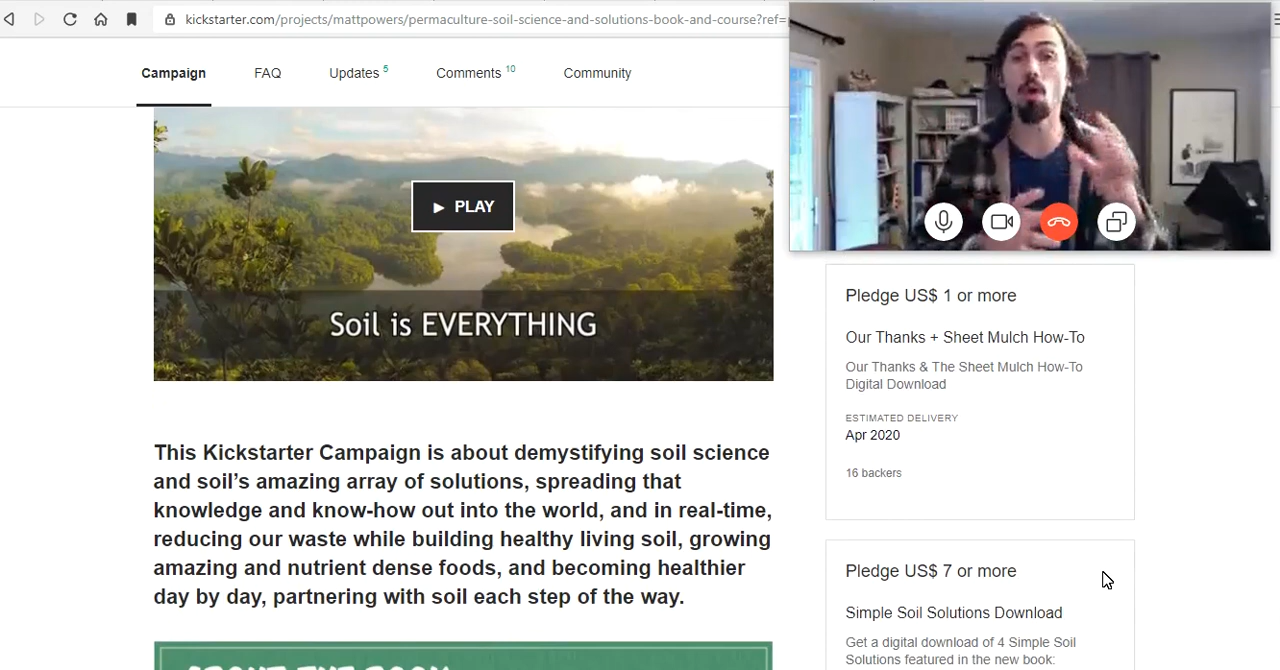 kickstarter.com/projects/mattpowers/permaculture-soil-science-and-solutions-book-and-course?ref=
Campaign
FAQ
Updates 5
Comments 10
Community
PLAY
Soil is EVERYTHING
This Kickstarter Campaign is about demystifying soil science
and soil’s amazing array of solutions, spreading that
knowledge and know-how out into the world, and in real-time,
reducing our waste while building healthy living soil, growing
amazing and nutrient dense foods, and becoming healthier
day by day, partnering with soil each step of the way.
Pledge US$ 1 or more
Our Thanks + Sheet Mulch How-To
Our Thanks & The Sheet Mulch How-To
Digital Download
ESTIMATED DELIVERY
Apr 2020
16 backers
Pledge US$ 7 or more
Simple Soil Solutions Download
Get a digital download of 4 Simple Soil
Solutions featured in the new book: